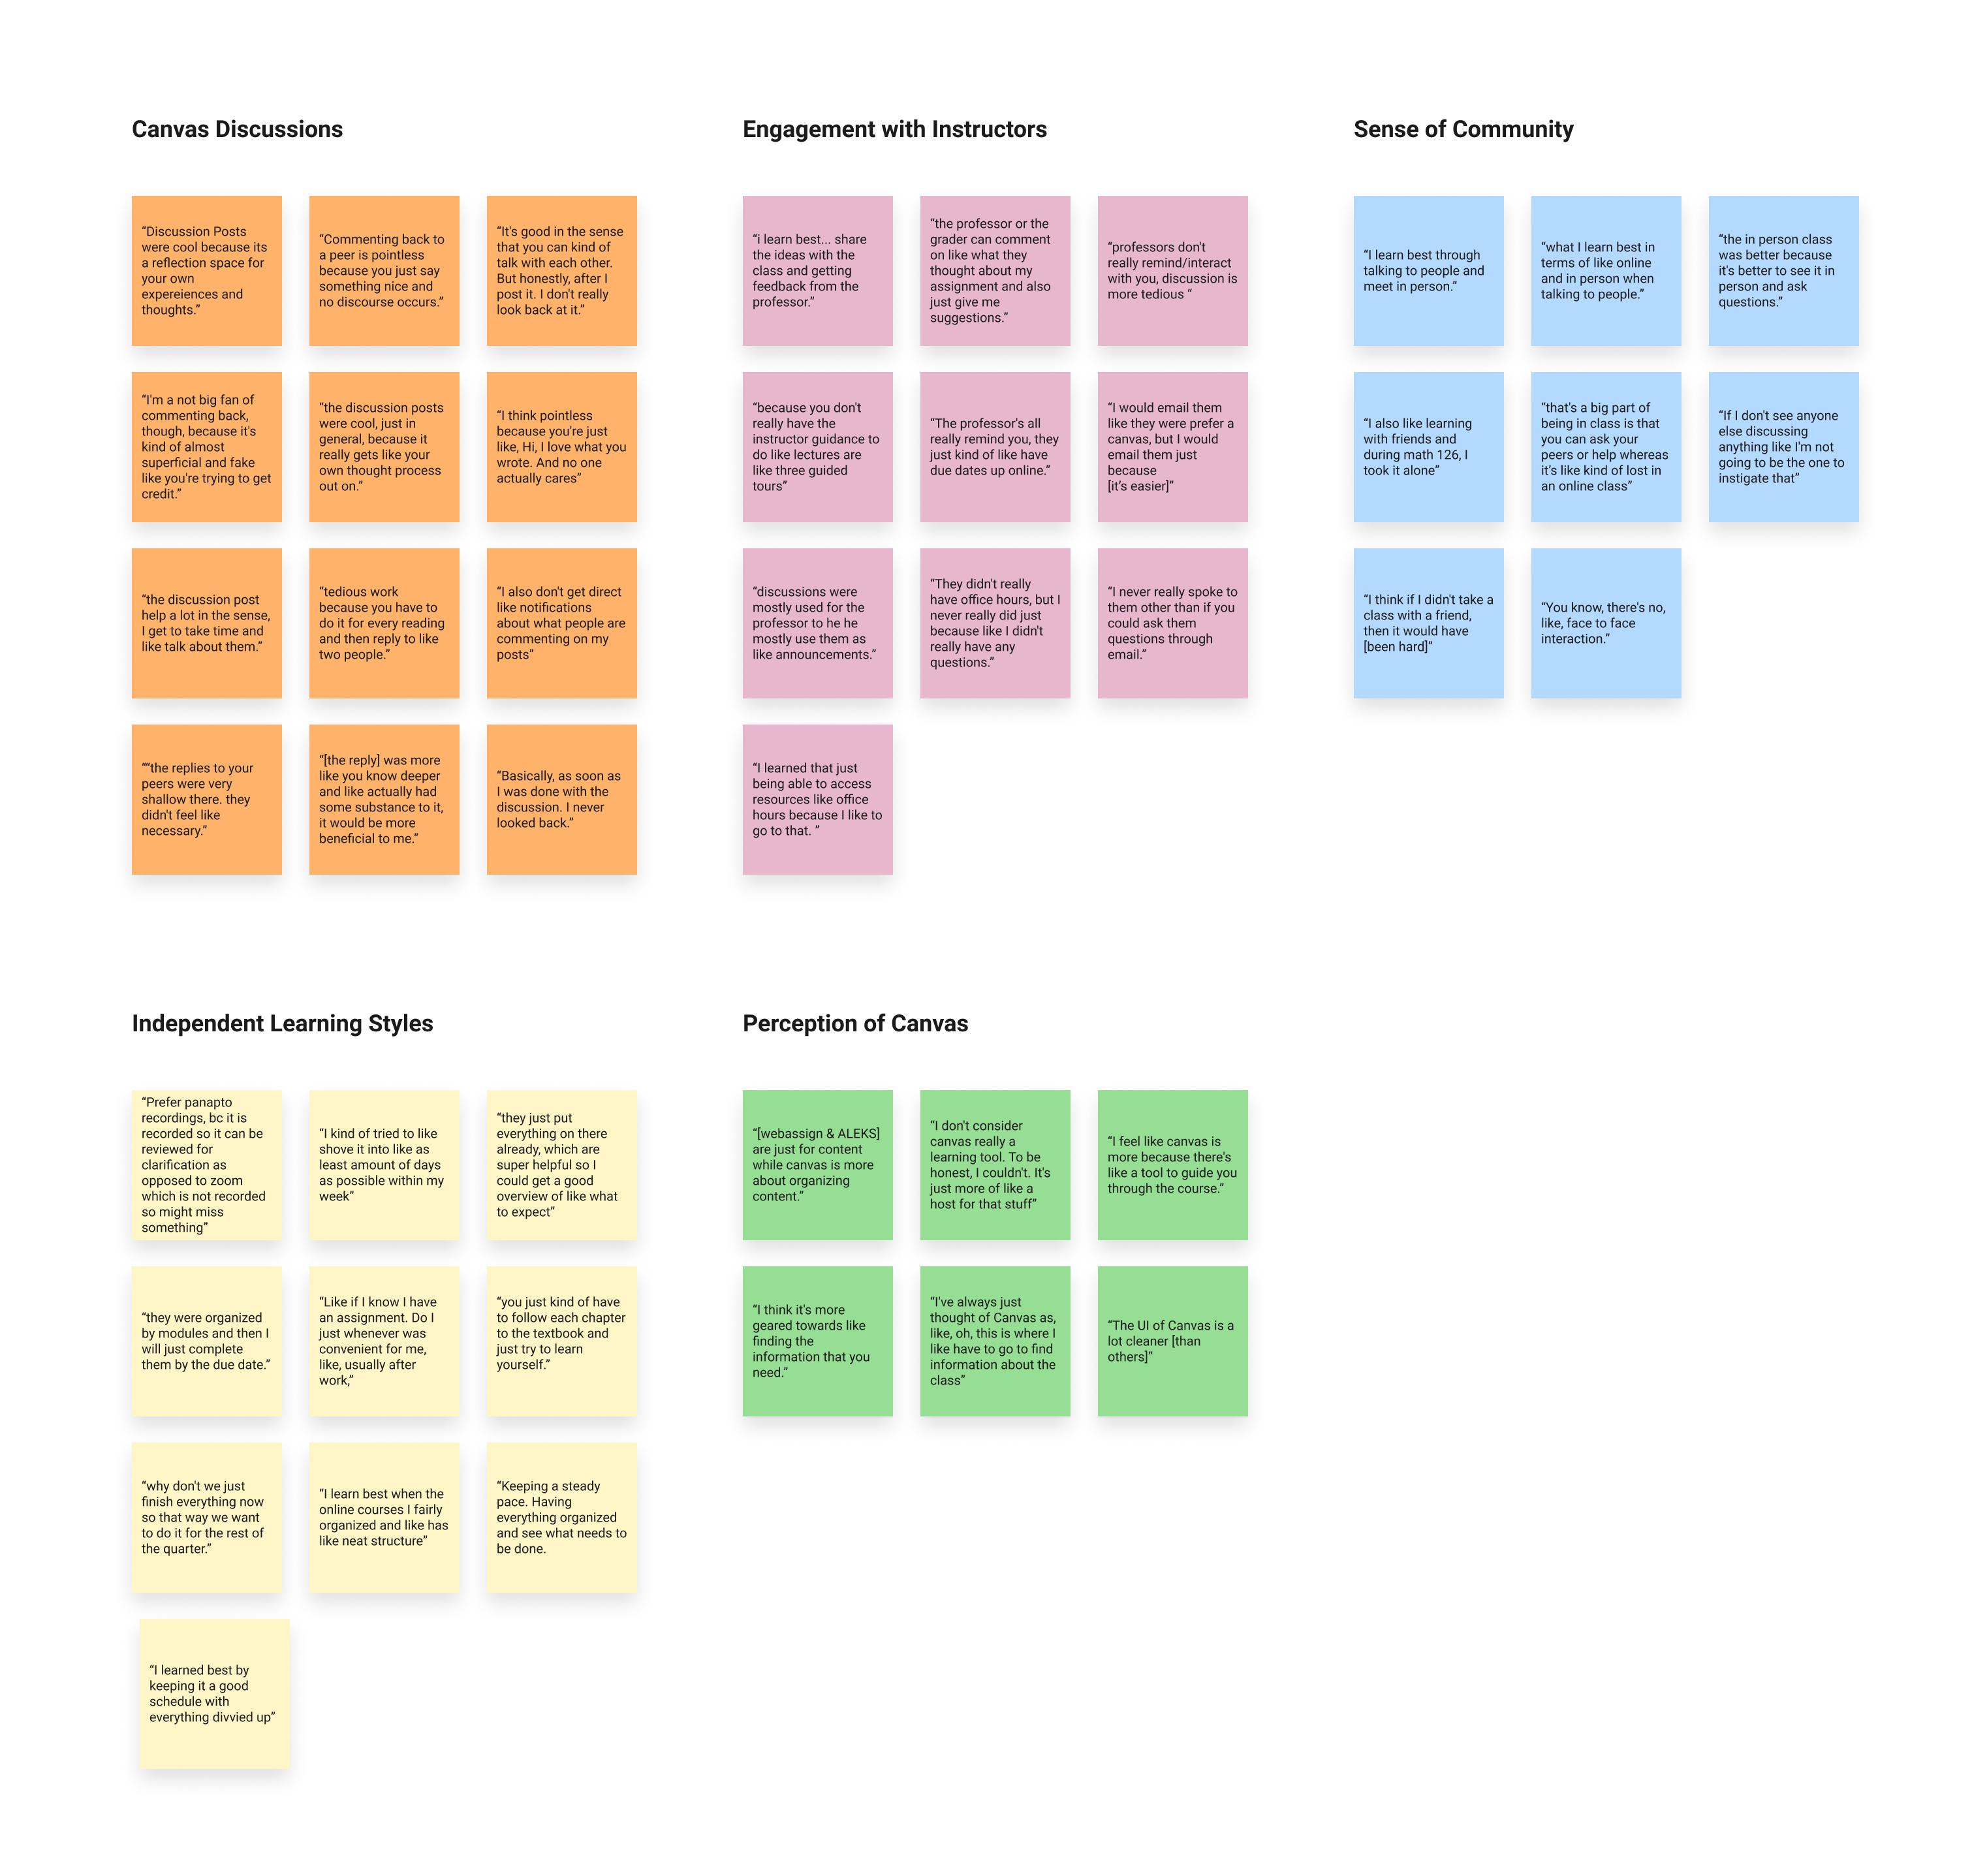 Canvas Discussions
“Discussion Posts
were cool because its
a reflection space for
your own
expereiences and
thoughts.”
“Commenting back to
a peer is pointless
because you just say
something nice and
no discourse occurs.”
“It's good in the sense
that you can kind of
talk with each other.
But honestly, after I
post it. I don't really
look back at it.”
“I'm a not big fan of
commenting back,
though, because it's
kind of almost
superficial and fake
like you're trying to get
credit.”
“the discussion posts
were cool, just in
general, because it
really gets like your
own thought process
out on.”
“I think pointless
because you're just
like, Hi, I love what you
wrote. And no one
actually cares”
“the discussion post
help a lot in the sense,
I get to take time and
like talk about them.”
“tedious work
because you have to
do it for every reading
and then reply to like
two people.”
“I also don't get direct
like notifications
about what people are
commenting on my
posts”
““the replies to your
peers were very
shallow there. they
didn't feel like
necessary.”
“[the reply] was more
like you know deeper
and like actually had
some substance to it,
it would be more
beneficial to me.”
“Basically, as soon as
I was done with the
discussion. I never
looked back.”
Engagement with Instructors
“i learn best... share
the ideas with the
class and getting
feedback from the
professor.”
“the professor or the
grader can comment
on like what they
thought about my
assignment and also
just give me
suggestions.”
“professors don't
really remind/interact
with you, discussion is
more tedious “
“because you don't
really have the
instructor guidance to
do like lectures are
like three guided
tours”
“The professor's all
really remind you, they
just kind of like have
due dates up online.”
“I would email them
like they were prefer a
canvas, but I would
email them just
because
[it’s easier]“
“discussions were
mostly used for the
professor to he he
mostly use them as
like announcements.”
“They didn't really
have office hours, but I
never really did just
because like I didn't
really have any
questions.”
“I never really spoke to
them other than if you
could ask them
questions through
email.”
“I learned that just
being able to access
resources like office
hours because I like to
go to that. ”
Sense of Community
“I learn best through
talking to people and
meet in person.”
“what I learn best in
terms of like online
and in person when
talking to people.”
“the in person class
was better because
it's better to see it in
person and ask
questions.”
“I also like learning
with friends and
during math 126, I
took it alone”
“that's a big part of
being in class is that
you can ask your
peers or help whereas
it’s like kind of lost in
an online class”
“If I don't see anyone
else discussing
anything like I'm not
going to be the one to
instigate that”
“I think if I didn't take a
class with a friend,
then it would have
[been hard]”
“You know, there's no,
like, face to face
interaction.”
Independent Learning Styles
“Prefer panapto
recordings, bc it is
recorded so it can be
reviewed for
clarification as
opposed to zoom
which is not recorded
so might miss
something”
“I kind of tried to like
shove it into like as
least amount of days
as possible within my
week”
“they just put
everything on there
already, which are
super helpful so I
could get a good
overview of like what
to expect”
“they were organized
by modules and then I
will just complete
them by the due date.”
“Like if I know I have
an assignment. Do I
just whenever was
convenient for me,
like, usually after
work,”
“you just kind of have
to follow each chapter
to the textbook and
just try to learn
yourself.”
“why don't we just
finish everything now
so that way we want
to do it for the rest of
the quarter.”
“I learn best when the
online courses I fairly
organized and like has
like neat structure”
“Keeping a steady
pace. Having
everything organized
and see what needs to
be done.
“I learned best by
keeping it a good
schedule with
everything divvied up”
Perception of Canvas
“[webassign & ALEKS]
are just for content
while canvas is more
about organizing
content.”
“I don't consider
canvas really a
learning tool. To be
honest, I couldn't. It's
just more of like a
host for that stuff”
“I feel like canvas is
more because there's
like a tool to guide you
through the course.”
“I think it's more
geared towards like
finding the
information that you
need.”
“I've always just
thought of Canvas as,
like, oh, this is where I
like have to go to find
information about the
class”
“The UI of Canvas is a
lot cleaner [than
others]”